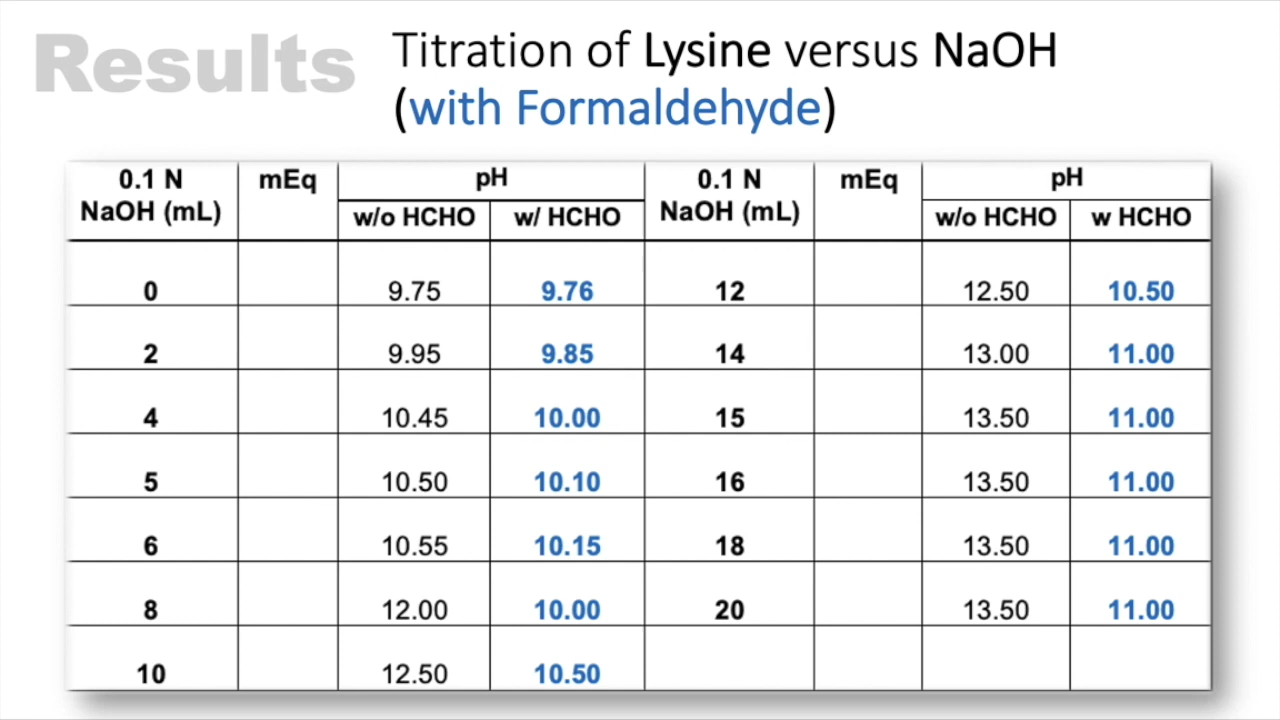 Results
Titration of Lysine versus NaOH
(with Formaldehyde)
0.1 N NaOH (mL) mEq pH 0.1 N NaOH (mL) mEq pH
w/o HCHO w/ HCHO w/o HCHO w HCHO
0 9.75 9.76 12 12.50 10.50
2 9.95 9.85 14 13.00 11.00
4 10.45 10.00 15 13.50 11.00
5 10.50 10.10 16 13.50 11.00
6 10.55 10.15 18 13.50 11.00
8 12.00 10.00 20 13.50 11.00
10 12.50 10.50